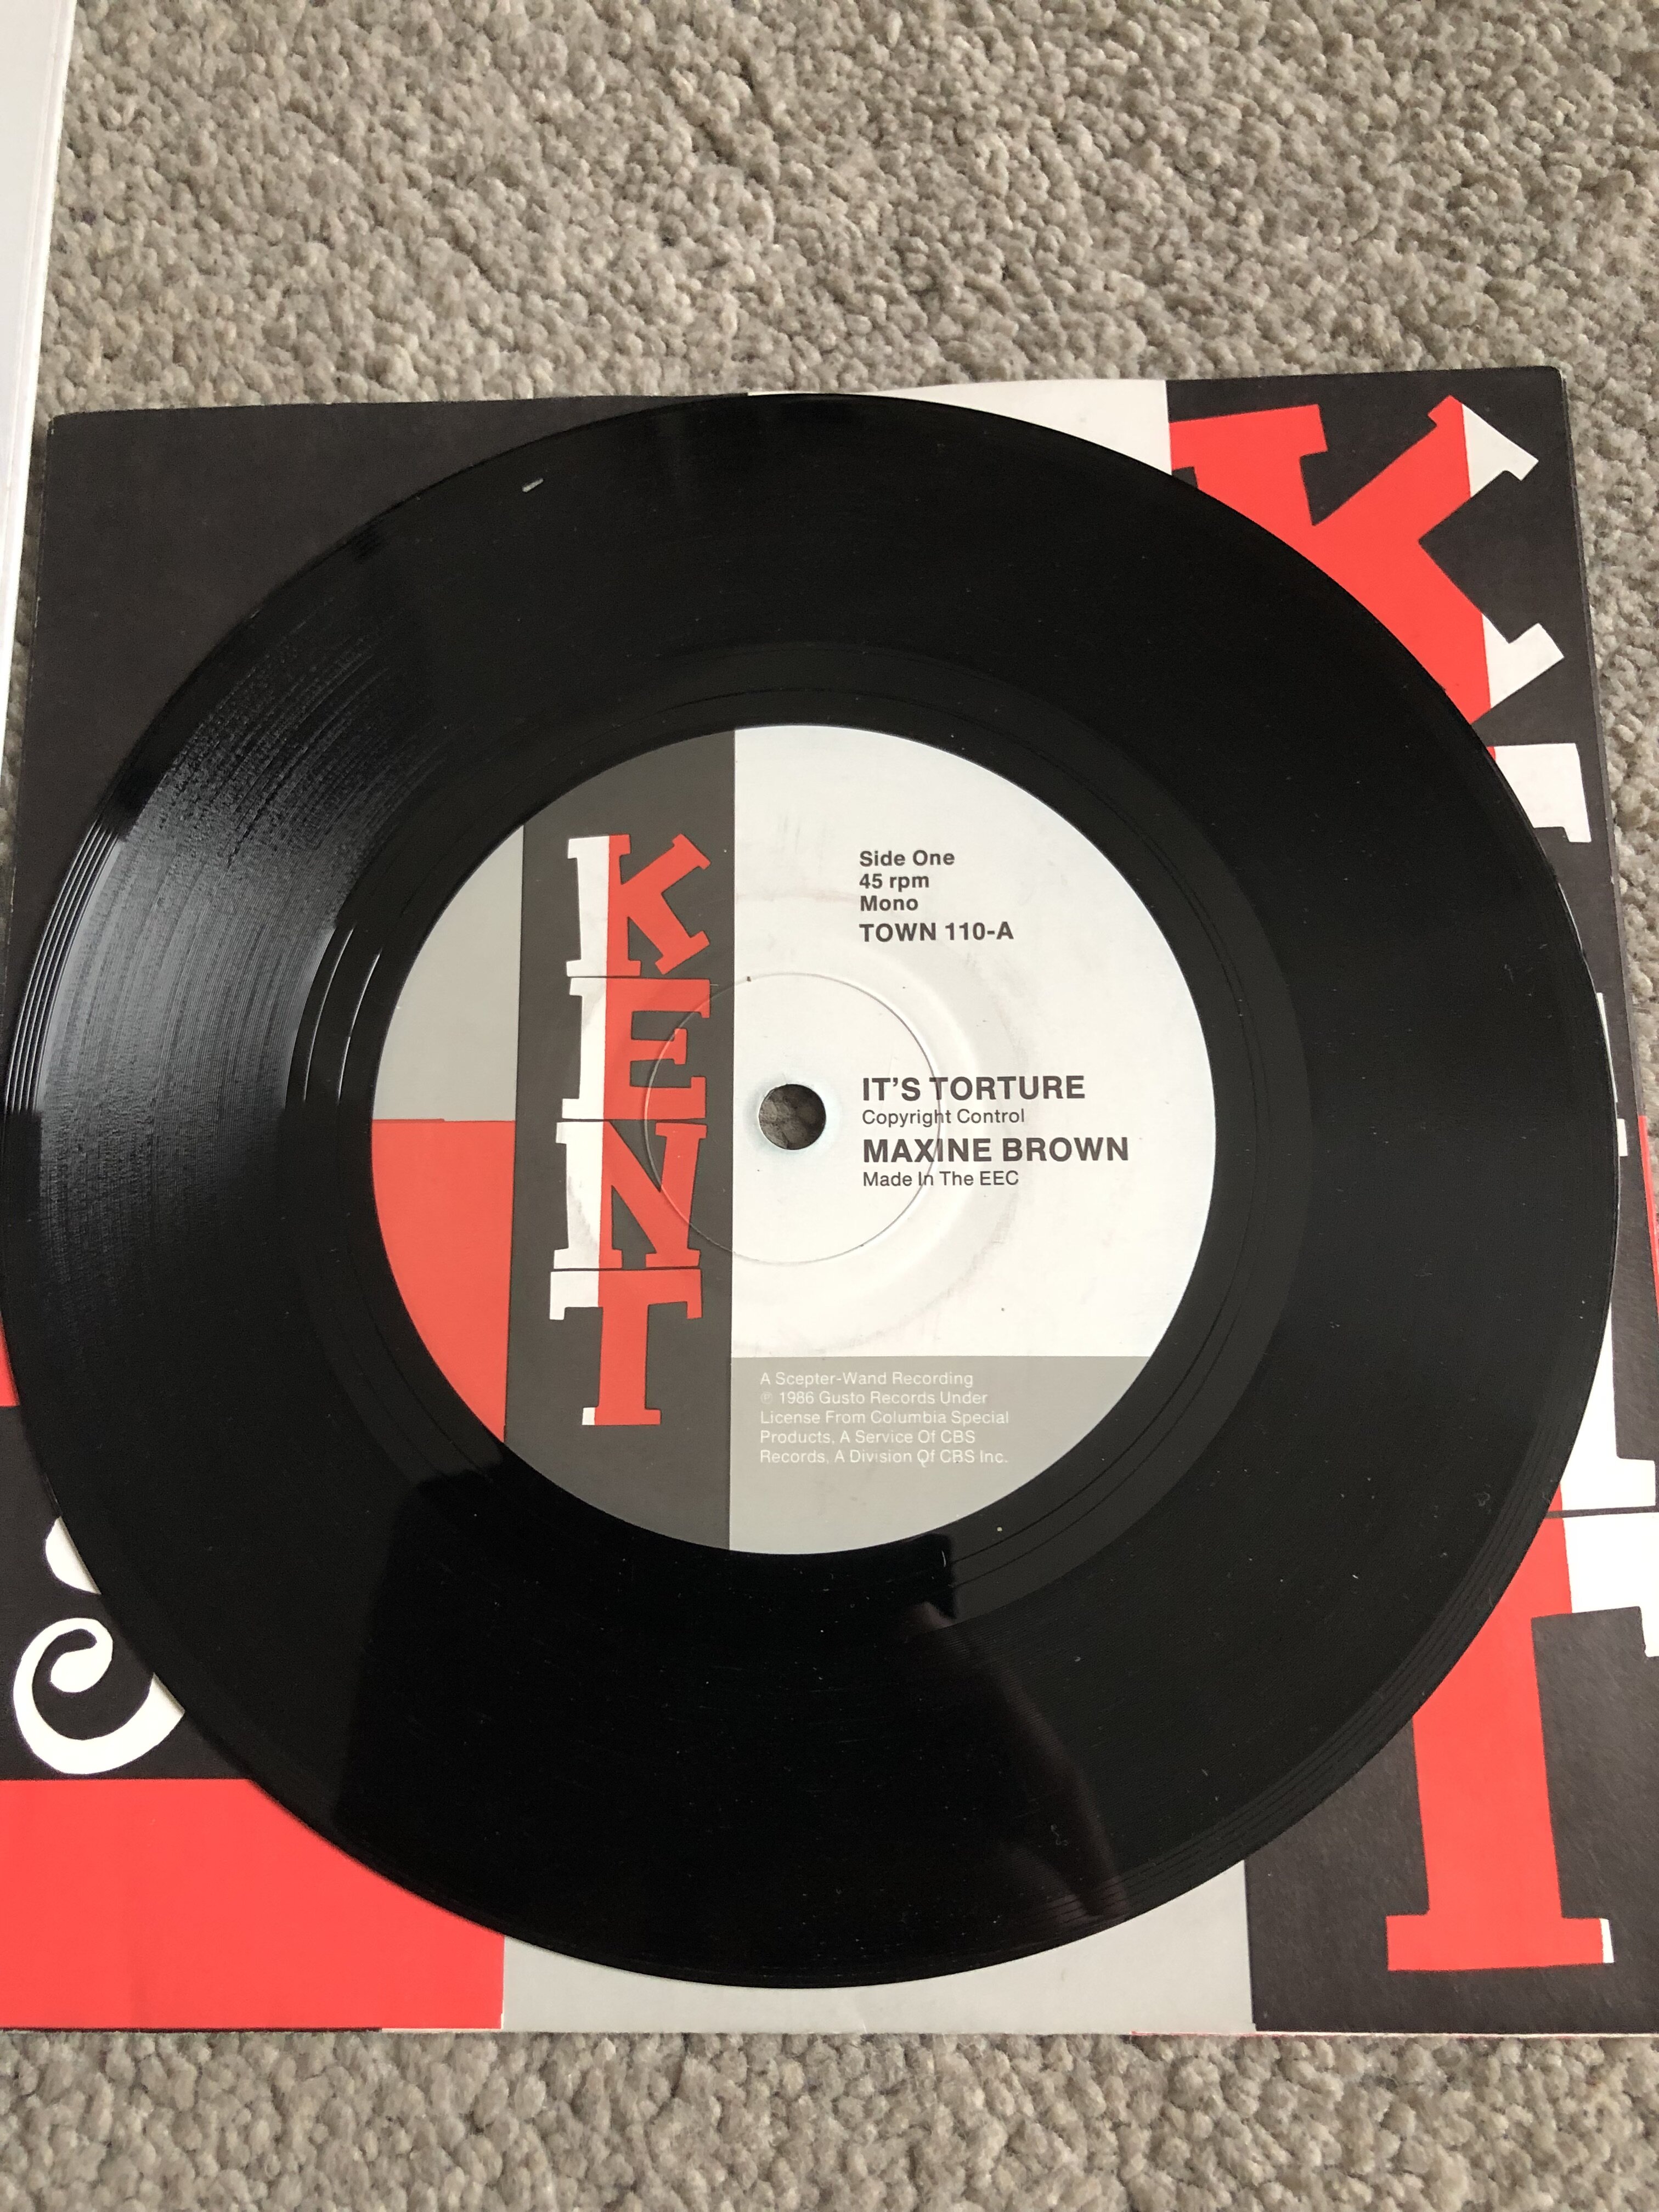 KENT
Side One
45 rpm
Mono
TOWN 110-A
IT'S TORTURE
Copyright Control
MAXINE BROWN
Made In The EEC
A Scepter-Wand Recording
℗ 1986 Gusto Records Under
License From Columbia Special
Products, A Service Of CBS
Records, A Division Of CBS Inc.